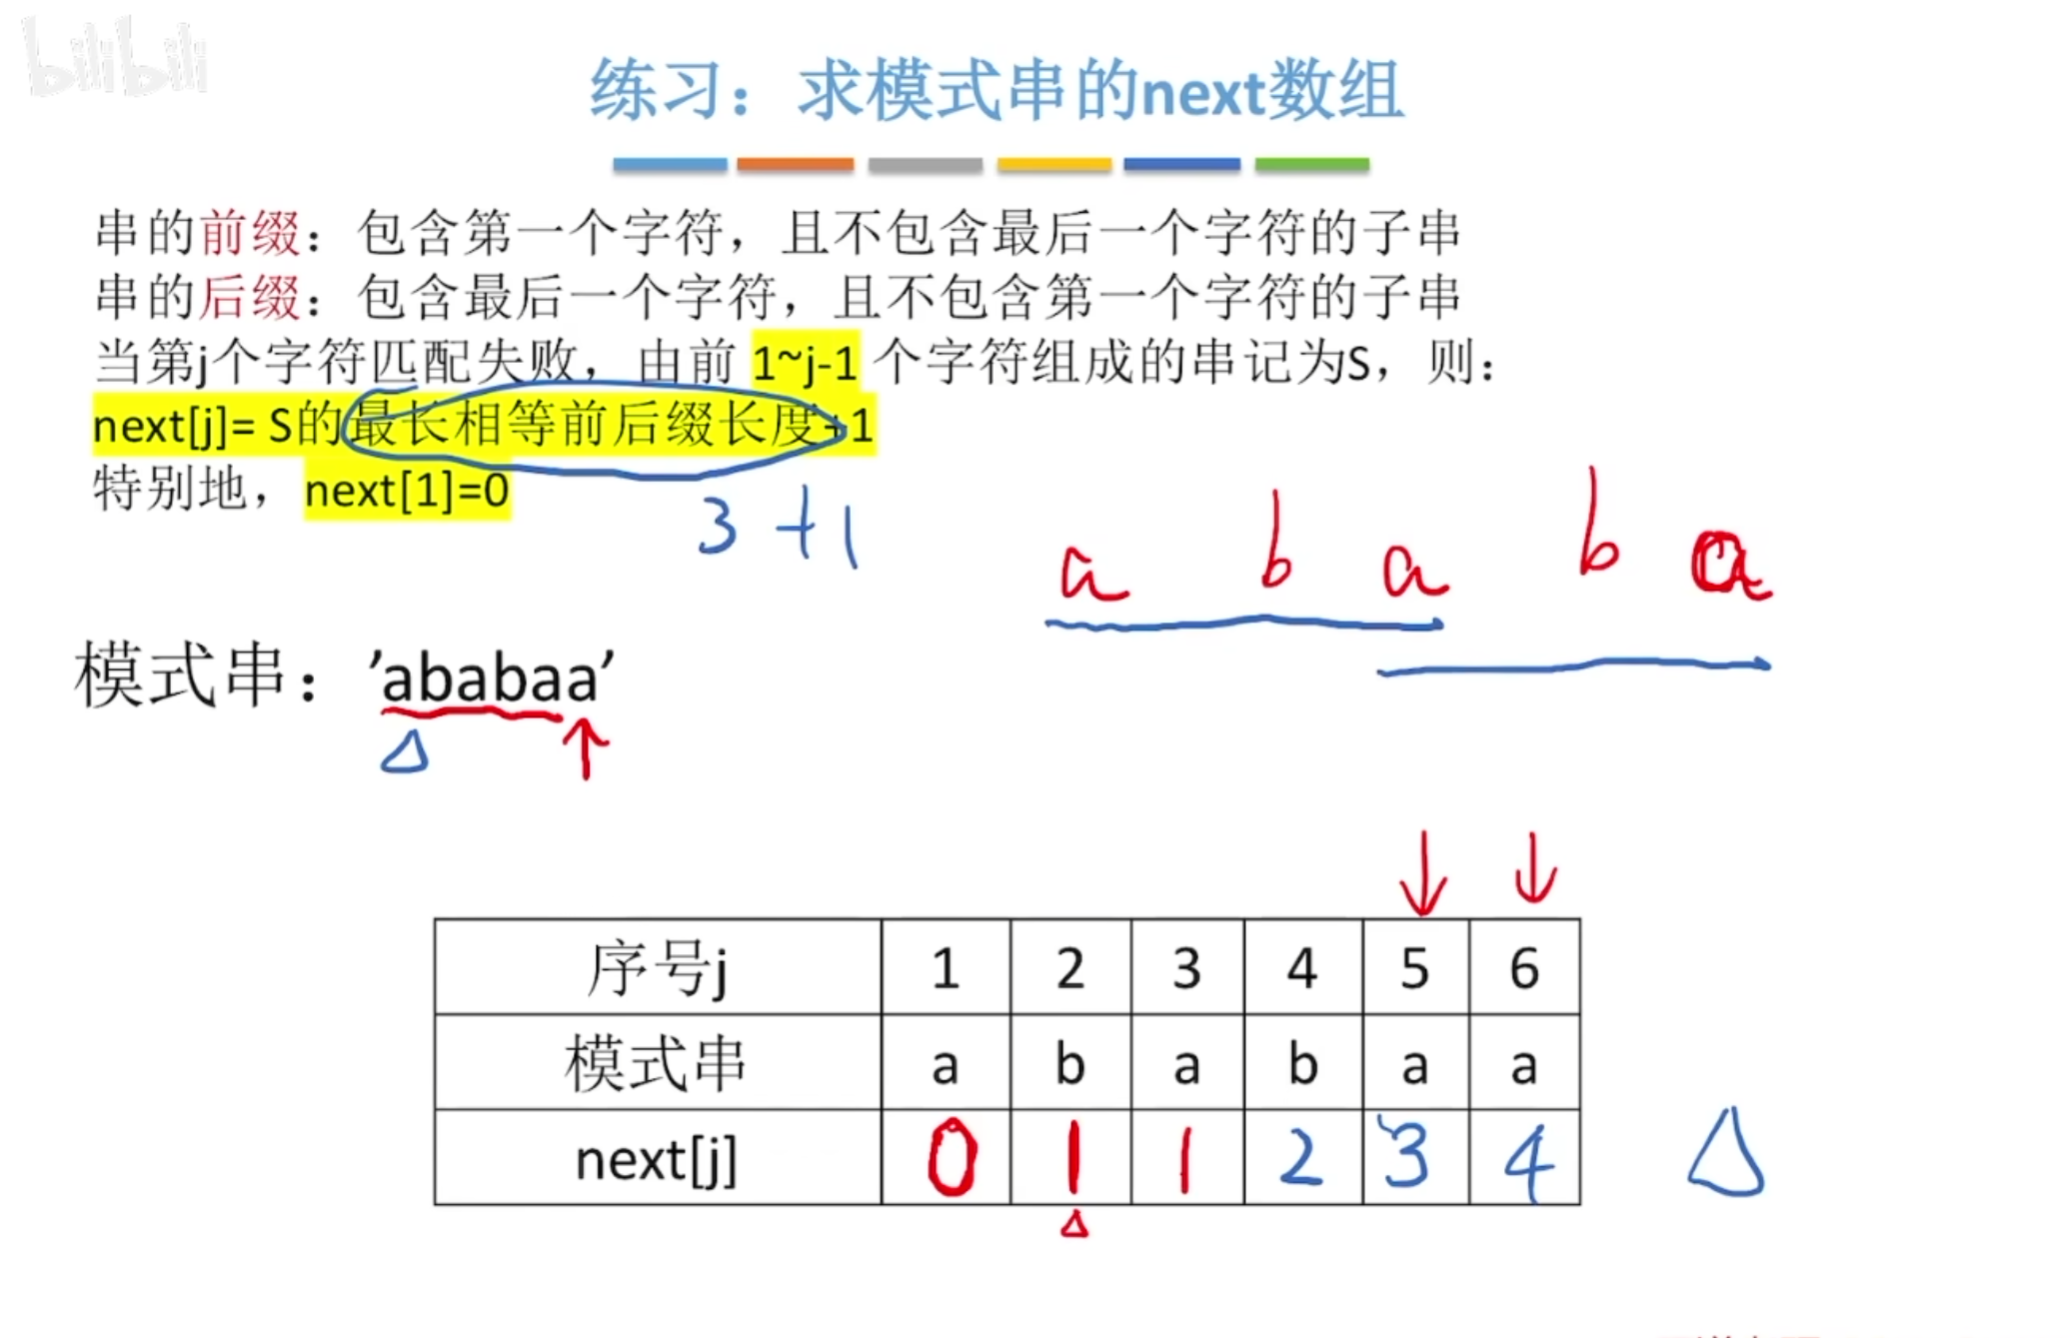 bilibili
练习：求模式串的next数组
串的前缀：包含第一个字符，且不包含最后一个字符的子串
串的后缀：包含最后一个字符，且不包含第一个字符的子串
当第j个字符匹配失败，由前 1~j-1 个字符组成的串记为S，则：
next[j]= S的最长相等前后缀长度+1
特别地，next[1]=0
3 +1
a b a b a
模式串：’ababaa’
序号j 1 2 3 4 5 6
模式串 a b a b a a
next[j] 0 1 1 2 3 4